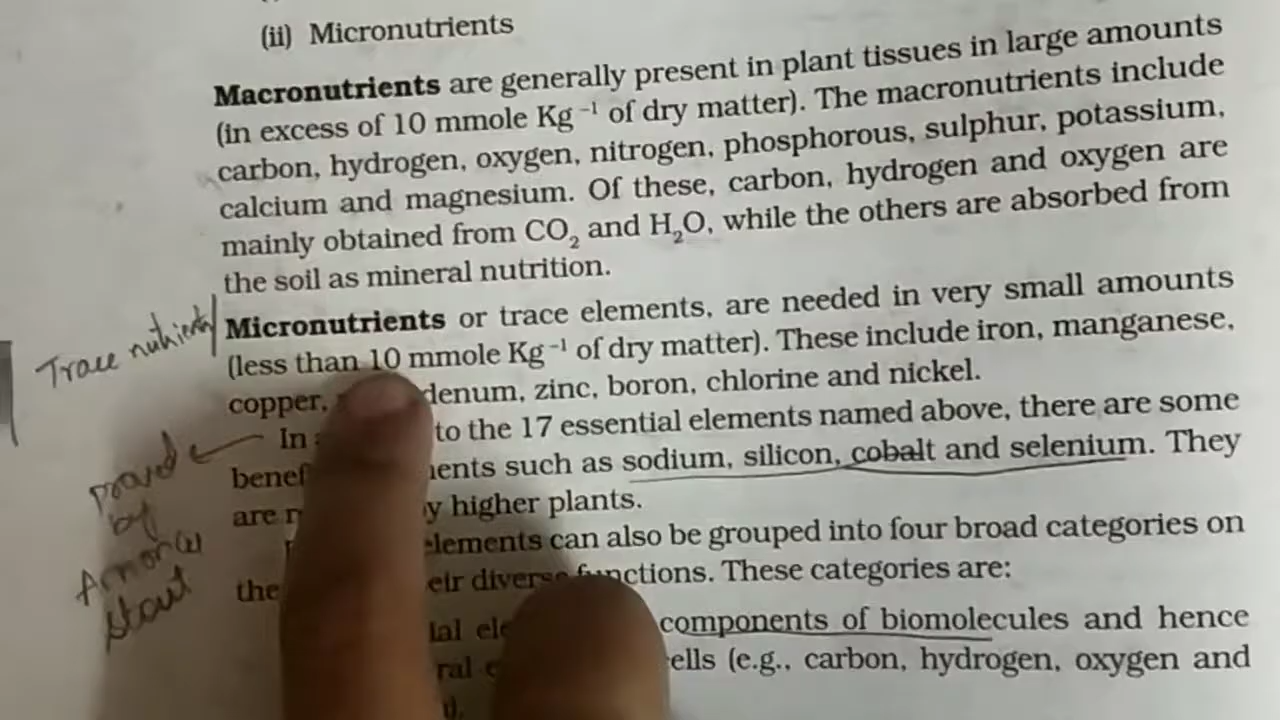 (ii) Micronutrients
Macronutrients are generally present in plant tissues in large amounts
(in excess of 10 mmole Kg⁻¹ of dry matter). The macronutrients include
carbon, hydrogen, oxygen, nitrogen, phosphorous, sulphur, potassium,
calcium and magnesium. Of these, carbon, hydrogen and oxygen are
mainly obtained from CO₂ and H₂O, while the others are absorbed from
the soil as mineral nutrition.
Trace nutrients
Micronutrients or trace elements, are needed in very small amounts
(less than 10 mmole Kg⁻¹ of dry matter). These include iron, manganese,
copper, denum, zinc, boron, chlorine and nickel.
In to the 17 essential elements named above, there are some
benef ents such as sodium, silicon, cobalt and selenium. They
are r y higher plants.
elements can also be grouped into four broad categories on
the eir diverse functions. These categories are:
ele components of biomolecules and hence
ral e ells (e.g., carbon, hydrogen, oxygen and
by
Stout